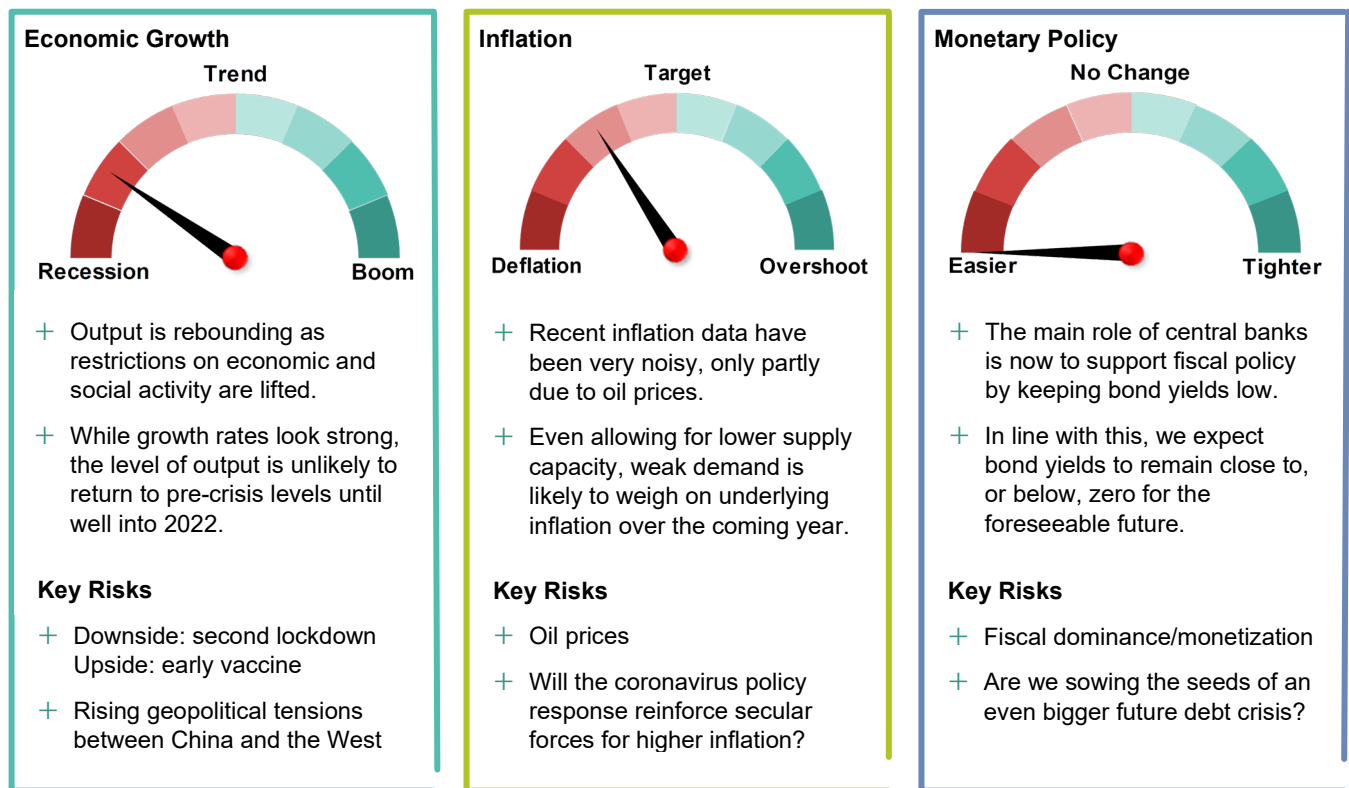 Economic Growth
Trend
Recession
Boom
+ Output is rebounding as
restrictions on economic and
social activity are lifted.
+ While growth rates look strong,
the level of output is unlikely to
return to pre-crisis levels until
well into 2022.
Key Risks
+ Downside: second lockdown
Upside: early vaccine
+ Rising geopolitical tensions
between China and the West
Inflation
Target
Deflation
Overshoot
+ Recent inflation data have
been very noisy, only partly
due to oil prices.
+ Even allowing for lower supply
capacity, weak demand is
likely to weigh on underlying
inflation over the coming year.
Key Risks
+ Oil prices
+ Will the coronavirus policy
response reinforce secular
forces for higher inflation?
Monetary Policy
No Change
Easier
Tighter
+ The main role of central banks
is now to support fiscal policy
by keeping bond yields low.
+ In line with this, we expect
bond yields to remain close to,
or below, zero for the
foreseeable future.
Key Risks
+ Fiscal dominance/monetization
+ Are we sowing the seeds of an
even bigger future debt crisis?